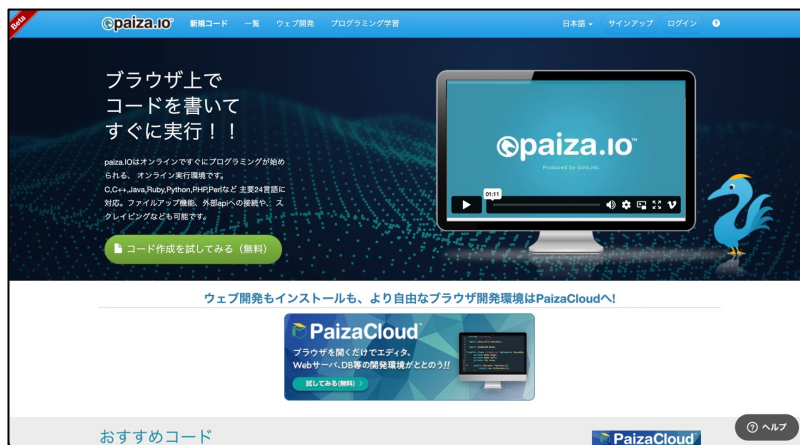 Beta
paiza.IO 新規コード 一覧 ウェブ開発 プログラミング学習 日本語 サインアップ ログイン ?
ブラウザ上で
コードを書いて
すぐに実行！！
paiza.IOはオンラインですぐにプログラミングが始め
られる、 オンライン実行環境です。
C,C++,Java,Ruby,Python,PHP,Perlなど 主要24言語に
対応。ファイルアップ機能、外部apiへの接続や、ス
クレイピングなども可能です。
コード作成を試してみる（無料）
paiza.IO™
Produced by Gino,inc.
01:11
ウェブ開発もインストールも、より自由なブラウザ開発環境はPaizaCloudへ!
PaizaCloud™
ブラウザを開くだけでエディタ、
Webサーバ、DB等の開発環境がととのう!!
試してみる(無料)
おすすめコード
PaizaCloud
? ヘルプ